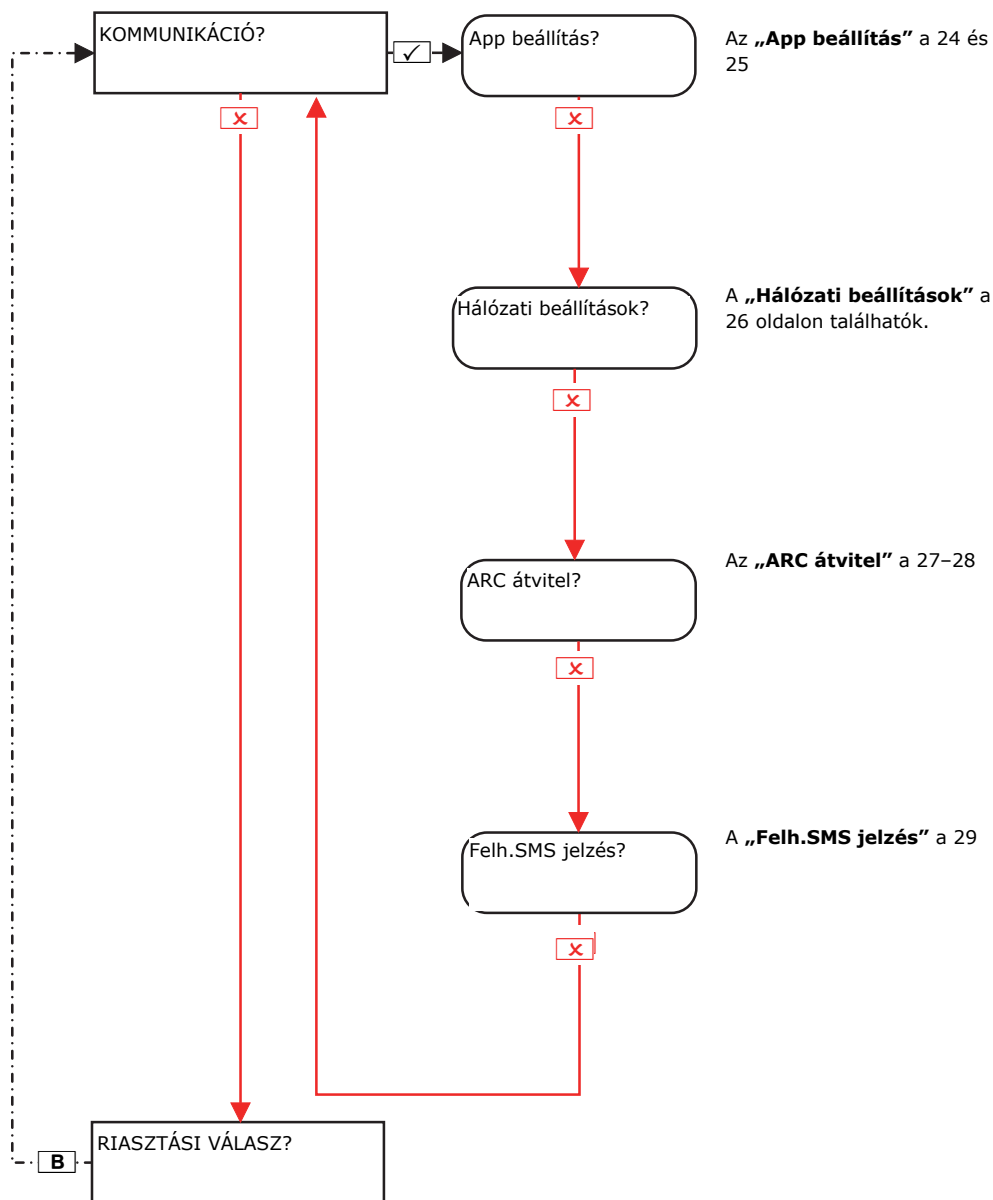 KOMMUNIKÁCIÓ?
✓
App beállítás?
Az „App beállítás” a 24 és
25
x
x
Hálózati beállítások?
A „Hálózati beállítások” a
26 oldalon találhatók.
x
ARC átvitel?
Az „ARC átvitel” a 27–28
x
Felh.SMS jelzés?
A „Felh.SMS jelzés” a 29
x
RIASZTÁSI VÁLASZ?
B